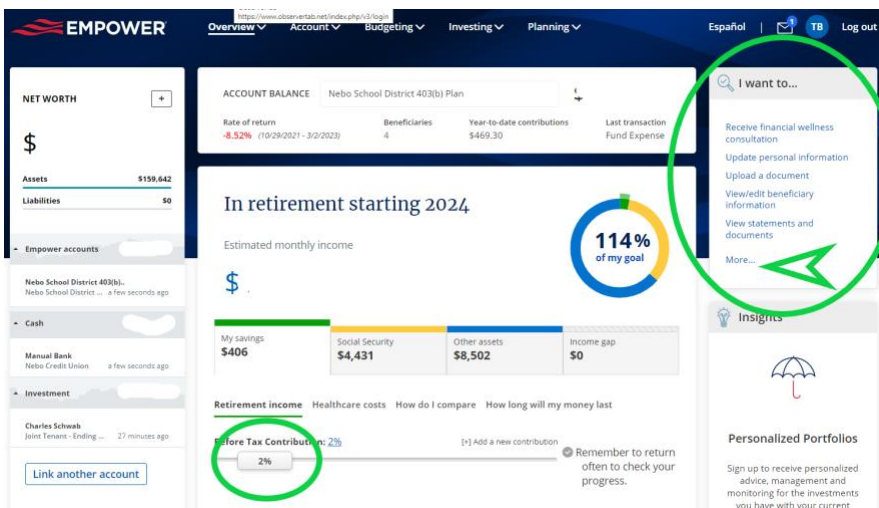 https://www.observertab.net/index.php/v3/login
EMPOWER
Overview Account Budgeting Investing Planning
Español | 1 TB Log out
NET WORTH +
$
Assets $159,642
Liabilities $0
Empower accounts
Nebo School District 403(b)..
Nebo School District ... a few seconds ago
Cash
Manual Bank
Nebo Credit Union a few seconds ago
Investment
Charles Schwab
Joint Tenant - Ending ... 27 minutes ago
Link another account
ACCOUNT BALANCE Nebo School District 403(b) Plan
Rate of return Beneficiaries Year-to-date contributions Last transaction
-8.52% (10/29/2021 - 3/2/2023) 4 $469.30 Fund Expense
In retirement starting 2024
Estimated monthly income
$ .
114%
of my goal
My savings Social Security Other assets Income gap
$406 $4,431 $8,502 $0
Retirement income Healthcare costs How do I compare How long will my money last
Before Tax Contribution: 2% [+] Add a new contribution
2%
Remember to return
often to check your
progress.
I want to...
Receive financial wellness
consultation
Update personal information
Upload a document
View/edit beneficiary
information
View statements and
documents
More...
Insights
Personalized Portfolios
Sign up to receive personalized
advice, management and
monitoring for the investments
you have with your current